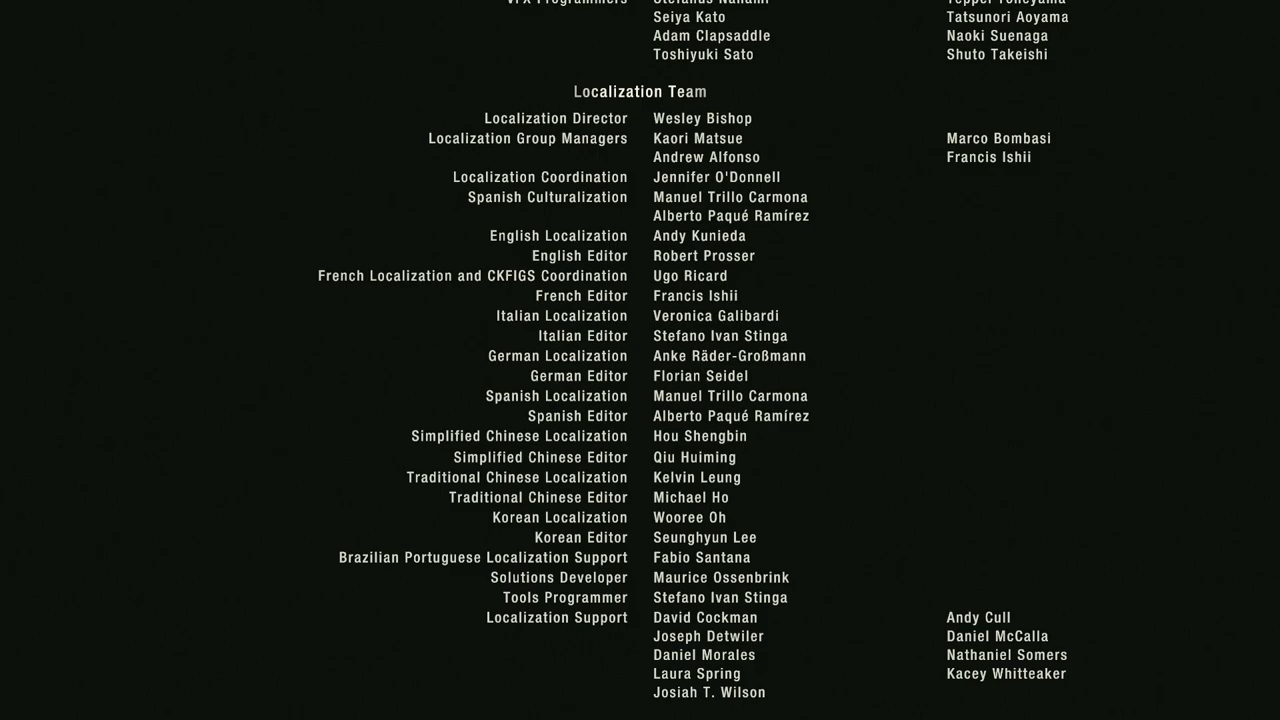 VFX Programmers Stefanus Nahami Teppei Yoneyama
Seiya Kato Tatsunori Aoyama
Adam Clapsaddle Naoki Suenaga
Toshiyuki Sato Shuto Takeishi
Localization Team
Localization Director Wesley Bishop
Localization Group Managers Kaori Matsue Marco Bombasi
Andrew Alfonso Francis Ishii
Localization Coordination Jennifer O'Donnell
Spanish Culturalization Manuel Trillo Carmona
Alberto Paqué Ramírez
English Localization Andy Kunieda
English Editor Robert Prosser
French Localization and CKFIGS Coordination Ugo Ricard
French Editor Francis Ishii
Italian Localization Veronica Galibardi
Italian Editor Stefano Ivan Stinga
German Localization Anke Räder-Großmann
German Editor Florian Seidel
Spanish Localization Manuel Trillo Carmona
Spanish Editor Alberto Paqué Ramírez
Simplified Chinese Localization Hou Shengbin
Simplified Chinese Editor Qiu Huiming
Traditional Chinese Localization Kelvin Leung
Traditional Chinese Editor Michael Ho
Korean Localization Wooree Oh
Korean Editor Seunghyun Lee
Brazilian Portuguese Localization Support Fabio Santana
Solutions Developer Maurice Ossenbrink
Tools Programmer Stefano Ivan Stinga
Localization Support David Cockman Andy Cull
Joseph Detwiler Daniel McCalla
Daniel Morales Nathaniel Somers
Laura Spring Kacey Whitteaker
Josiah T. Wilson